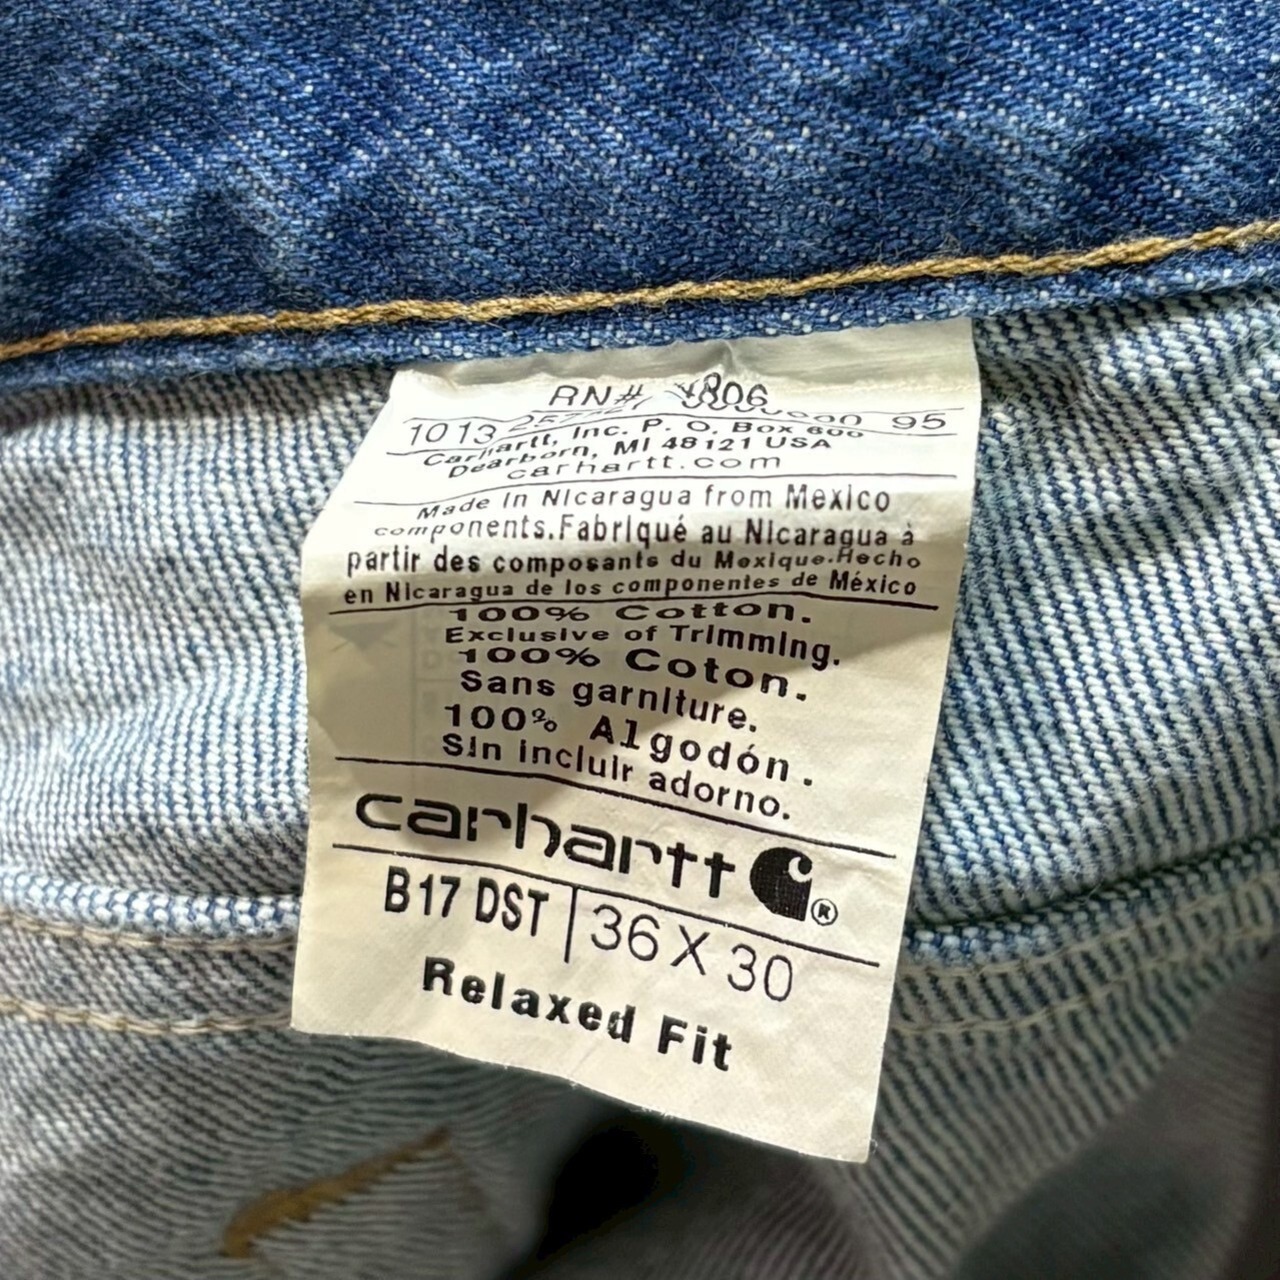 RN#
1013 95
Carhartt, Inc. P. O. Box 600
Dearborn, MI 48121 USA
carhartt.com
Made in Nicaragua from Mexico
components.Fabriqué au Nicaragua à
partir des composants du Mexique.Hecho
en Nicaragua de los componentes de México
100% Cotton.
Exclusive of Trimming.
100% Coton.
Sans garniture.
100% Algodón.
Sin incluir adorno.
carhartt ®
B17 DST | 36 X 30
Relaxed Fit